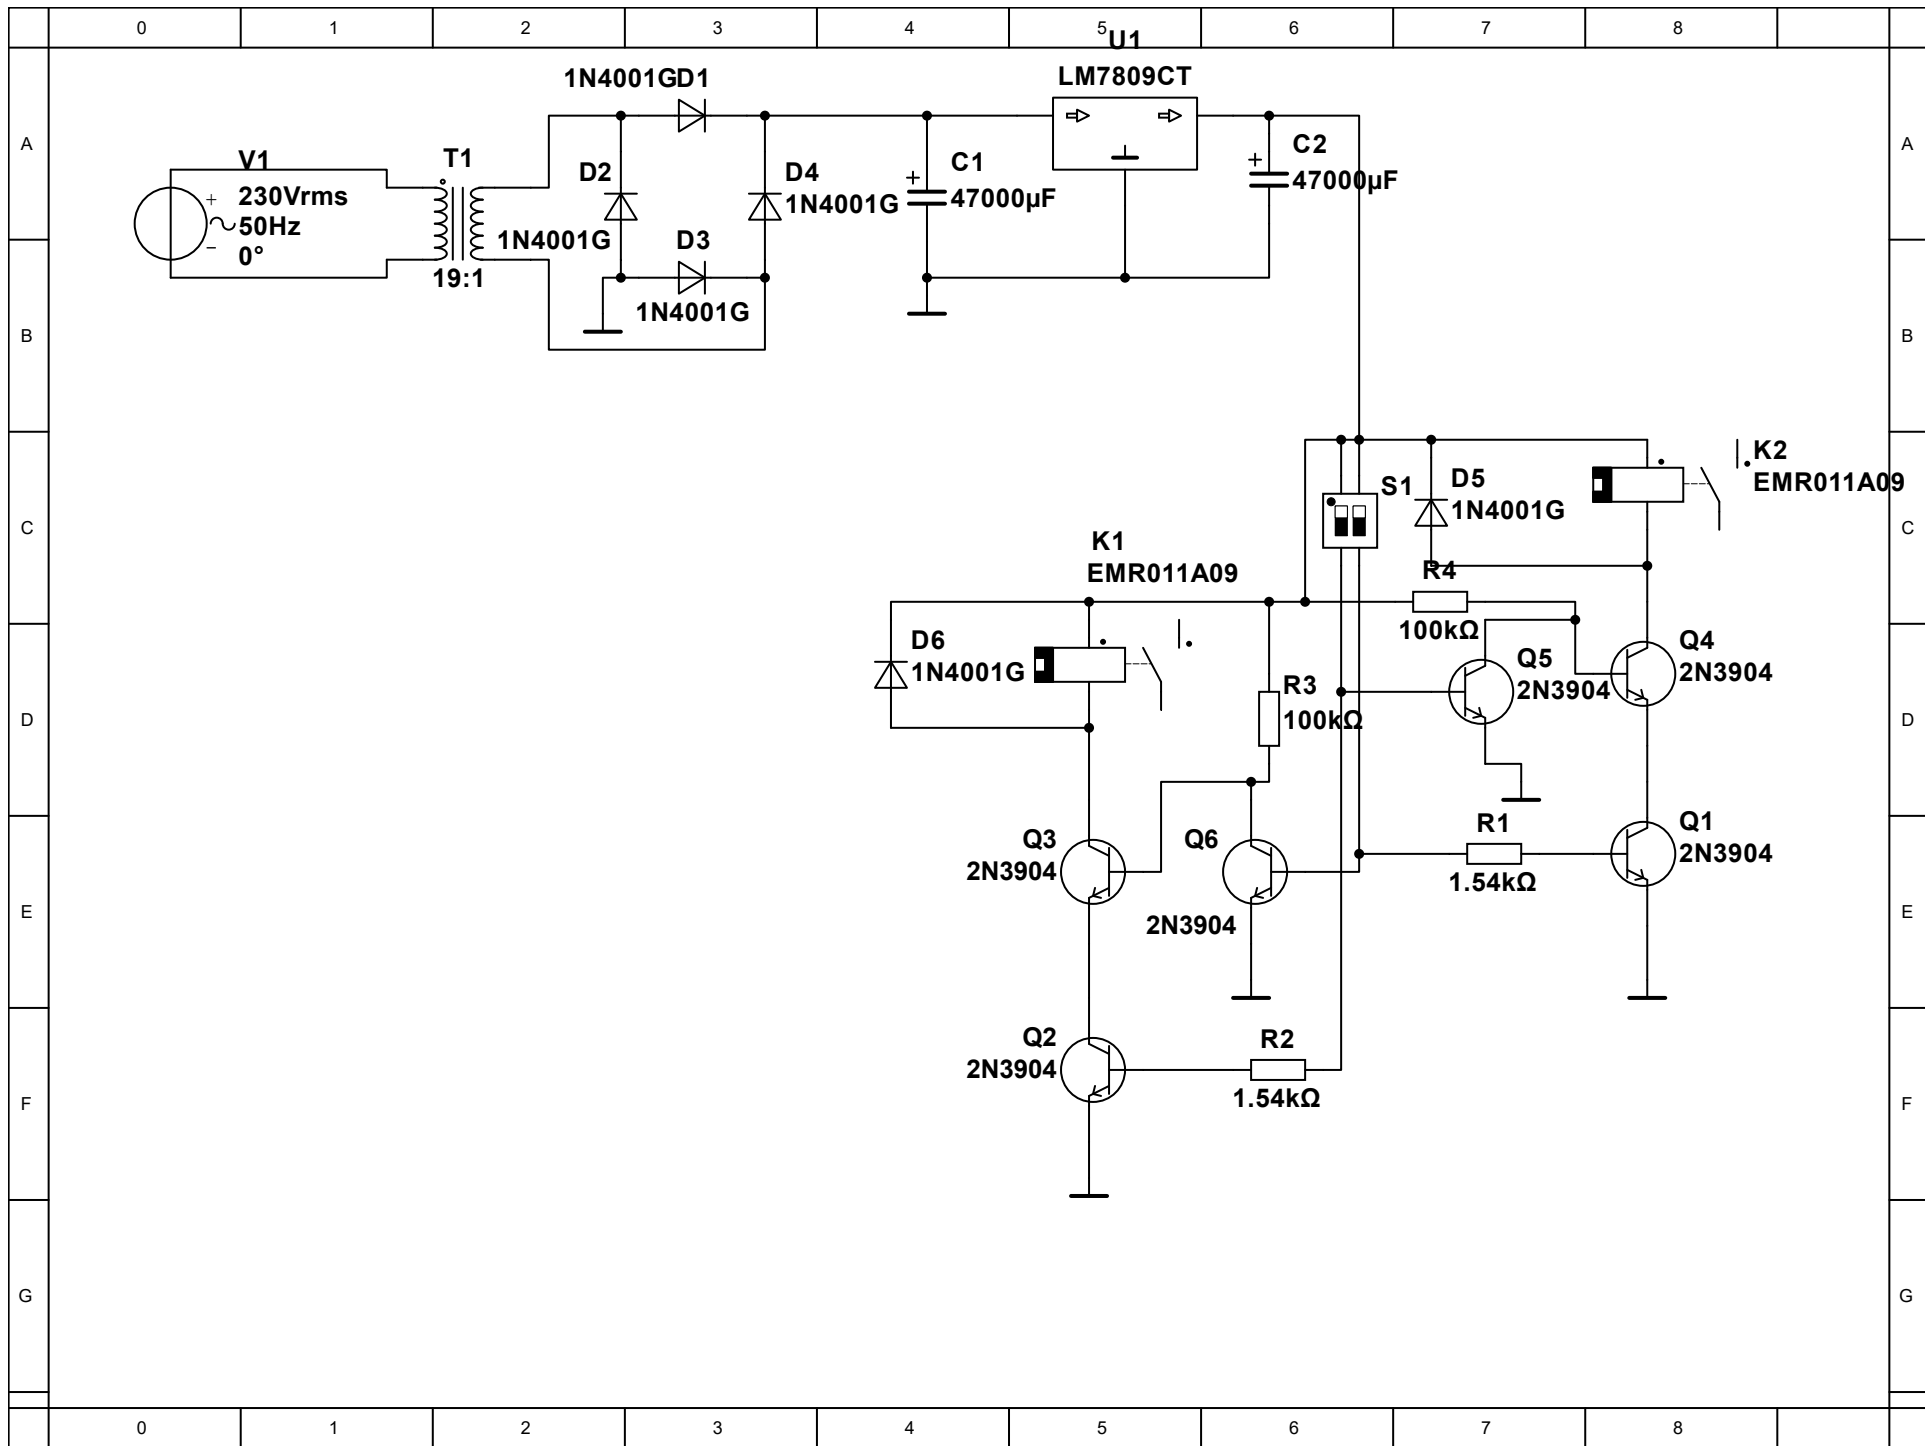 0 1 2 3 4 5 6 7 8
U1
LM7809CT
1N4001GD1
A
A
V1
230Vrms
50Hz
0°
T1
19:1
D2
1N4001G
D4
1N4001G
D3
1N4001G
C1
+
47000µF
C2
+
47000µF
+
−
B
B
K2
EMR011A09
S1
D5
1N4001G
C
C
K1
EMR011A09
R4
100kΩ
D6
1N4001G
R3
100kΩ
Q5
2N3904
Q4
2N3904
D
D
Q3
2N3904
Q6
2N3904
R1
1.54kΩ
Q1
2N3904
E
E
Q2
2N3904
R2
1.54kΩ
F
F
G
G
0 1 2 3 4 5 6 7 8